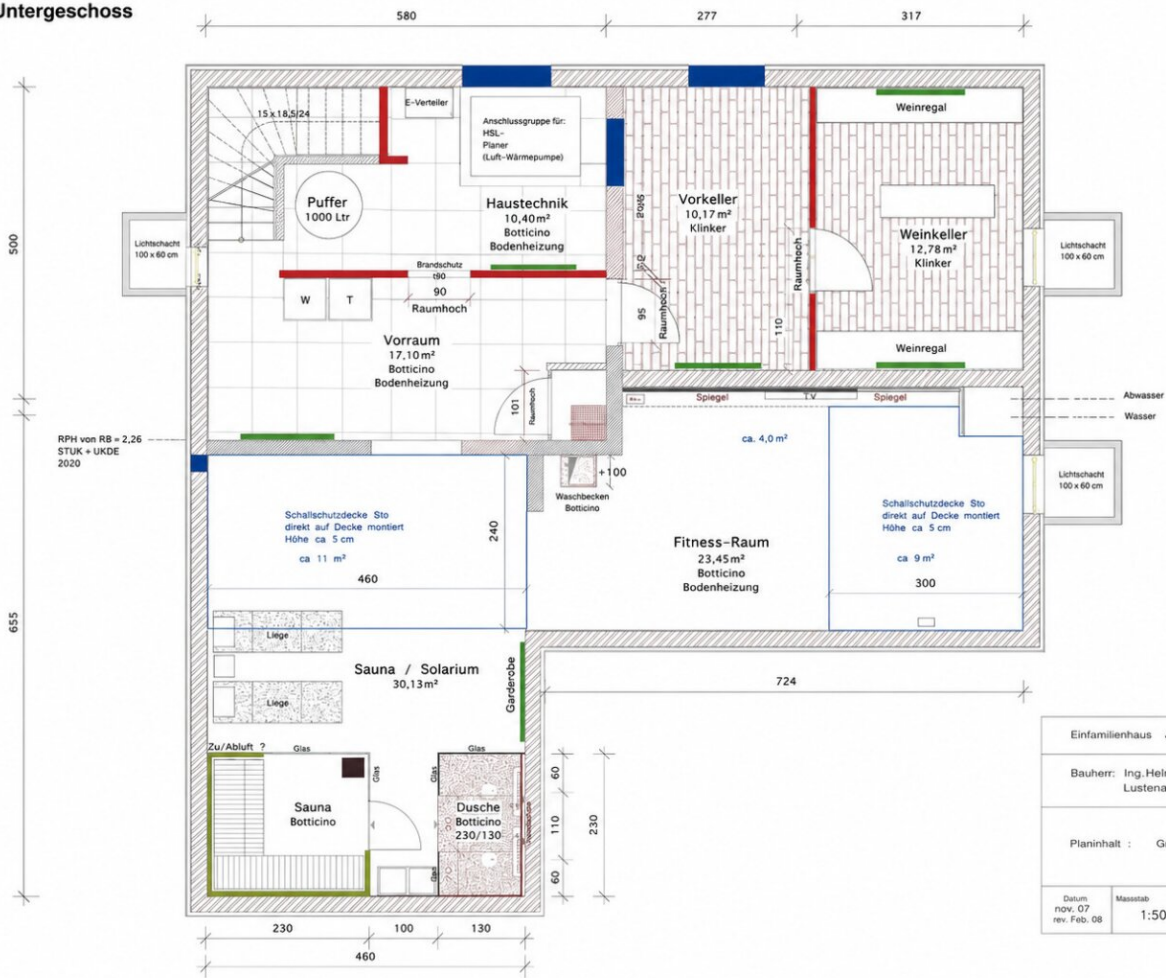 Untergeschoss
580
277
317
15 x 18,5/24
E-Verteiler
Anschlussgruppe für:
HSL-
Planer
(Luft-Wärmepumpe)
Weinregal
Puffer
1000 Ltr
Haustechnik
10,40m²
Botticino
Bodenheizung
Vorkeller
10,17 m²
Klinker
Weinkeller
12,78 m²
Klinker
Raumhoch
Lichtschacht
100 x 60 cm
Lichtschacht
100 x 60 cm
500
Brandschutz
t90
90
Raumhoch
W
T
95
Raumhoch
110
Vorraum
17,10m²
Botticino
Bodenheizung
Weinregal
101
Raumhoch
Spiegel
TV
Spiegel
Abwasser
Wasser
RPH von RB = 2,26
STUK + UKDE
2020
ca. 4,0 m²
+100
Waschbecken
Botticino
Lichtschacht
100 x 60 cm
Schallschutzdecke Sto
direkt auf Decke montiert
Höhe ca 5 cm
ca 11 m²
240
460
Fitness-Raum
23,45m²
Botticino
Bodenheizung
Schallschutzdecke Sto
direkt auf Decke montiert
Höhe ca 5 cm
ca 9 m²
300
655
Liege
Sauna / Solarium
30,13m²
Garderobe
Liege
724
Zu/Abluft ?
Glas
Glas
Glas
Glas
Sauna
Botticino
Dusche
Botticino
230/130
Glas
60
110
60
230
230
100
130
460
Einfamilienhaus
Bauherr: Ing.Hel
Lustena
Planinhalt : G
Datum
nov. 07
rev. Feb. 08
Massstab
1:50